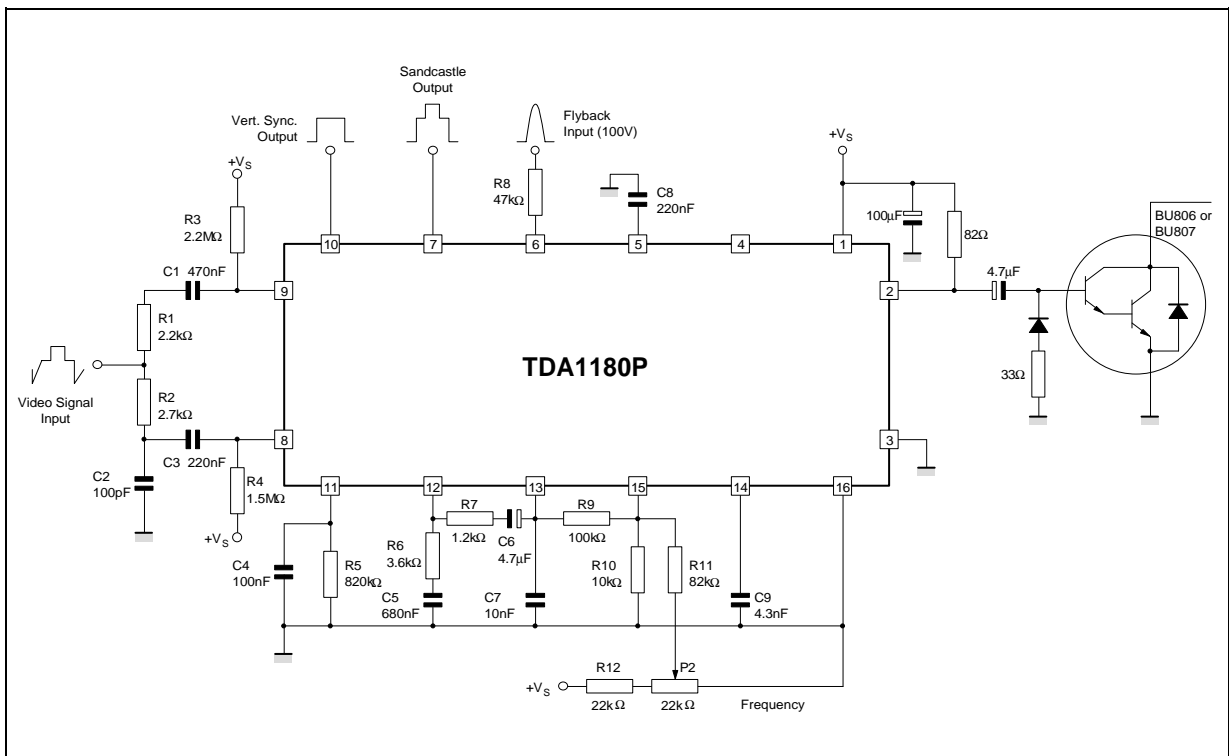 Sandcastle
Output
Vert. Sync.
Output
Flyback
Input (100V)
+VS
+VS
R3
2.2MΩ
R8
47kΩ
C8
220nF
100µF
82Ω
BU806 or
BU807
10
7
6
5
4
1
C1 470nF
9
2
4.7µF
R1
2.2kΩ
TDA1180P
33Ω
Video Signal
Input
R2
2.7kΩ
8
3
C3 220nF
C2
100pF
R4
1.5MΩ
+VS
11
12
13
15
14
16
R7
1.2kΩ
C6
4.7µF
R9
100kΩ
R6
3.6kΩ
R10
10kΩ
R11
82kΩ
C4
100nF
R5
820kΩ
C5
680nF
C7
10nF
C9
4.3nF
R12
P2
+VS
22kΩ
22kΩ
Frequency